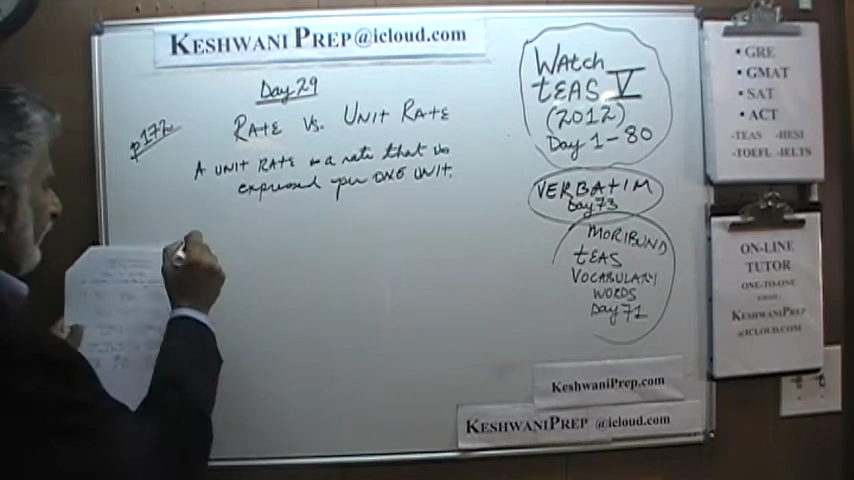 KESHWANI PREP@icloud.com
Day 29
p172
RATE vs. UNIT RATE
A UNIT RATE is a rate that is
expressed per ONE UNIT.
WATCH
TEAS V
(2012)
Day 1-80
VERBATIM
Day 73
MORIBUND
TEAS
VOCABULARY
WORDS
Day 71
KESHWANIPREP.com
KESHWANIPREP @icloud.com
• GRE
• GMAT
• SAT
• ACT
-TEAS -HESI
-TOEFL -IELTS
ON-LINE
TUTOR
ONE-TO-ONE
EMAIL:
KESHWANIPREP
@ICLOUD.COM